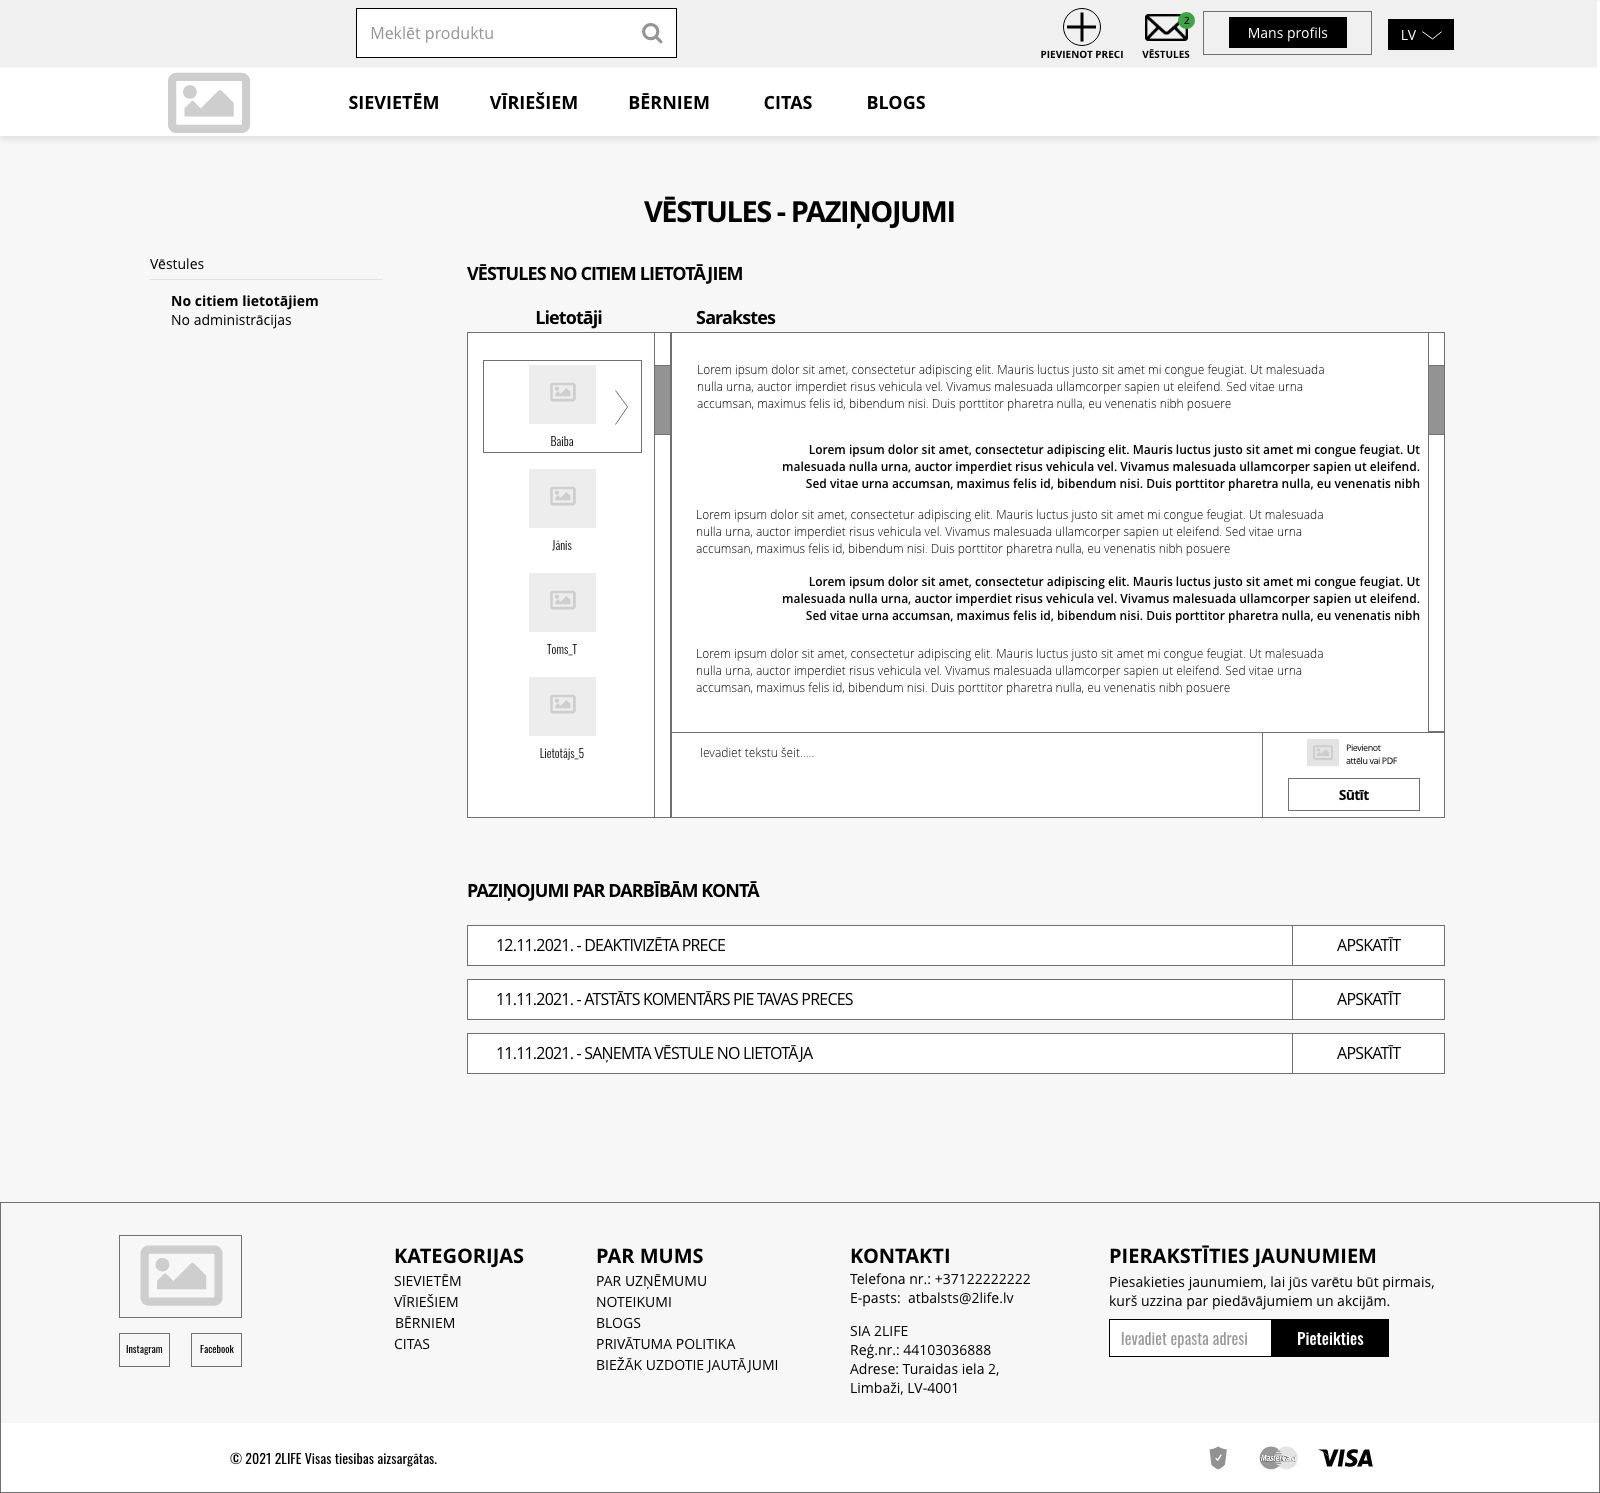 Meklēt produktu
PIEVIENOT PRECI
2
VĒSTULES
Mans profils
LV
SIEVIETĒM
VĪRIEŠIEM
BĒRNIEM
CITAS
BLOGS
VĒSTULES - PAZIŅOJUMI
Vēstules
No citiem lietotājiem
No administrācijas
VĒSTULES NO CITIEM LIETOTĀJIEM
Lietotāji
Sarakstes
Baiba
Jānis
Toms_T
Lietotājs_5
Lorem ipsum dolor sit amet, consectetur adipiscing elit. Mauris luctus justo sit amet mi congue feugiat. Ut malesuada
nulla urna, auctor imperdiet risus vehicula vel. Vivamus malesuada ullamcorper sapien ut eleifend. Sed vitae urna
accumsan, maximus felis id, bibendum nisi. Duis porttitor pharetra nulla, eu venenatis nibh posuere
Lorem ipsum dolor sit amet, consectetur adipiscing elit. Mauris luctus justo sit amet mi congue feugiat. Ut
malesuada nulla urna, auctor imperdiet risus vehicula vel. Vivamus malesuada ullamcorper sapien ut eleifend.
Sed vitae urna accumsan, maximus felis id, bibendum nisi. Duis porttitor pharetra nulla, eu venenatis nibh
Lorem ipsum dolor sit amet, consectetur adipiscing elit. Mauris luctus justo sit amet mi congue feugiat. Ut malesuada
nulla urna, auctor imperdiet risus vehicula vel. Vivamus malesuada ullamcorper sapien ut eleifend. Sed vitae urna
accumsan, maximus felis id, bibendum nisi. Duis porttitor pharetra nulla, eu venenatis nibh posuere
Lorem ipsum dolor sit amet, consectetur adipiscing elit. Mauris luctus justo sit amet mi congue feugiat. Ut
malesuada nulla urna, auctor imperdiet risus vehicula vel. Vivamus malesuada ullamcorper sapien ut eleifend.
Sed vitae urna accumsan, maximus felis id, bibendum nisi. Duis porttitor pharetra nulla, eu venenatis nibh
Lorem ipsum dolor sit amet, consectetur adipiscing elit. Mauris luctus justo sit amet mi congue feugiat. Ut malesuada
nulla urna, auctor imperdiet risus vehicula vel. Vivamus malesuada ullamcorper sapien ut eleifend. Sed vitae urna
accumsan, maximus felis id, bibendum nisi. Duis porttitor pharetra nulla, eu venenatis nibh posuere
Ievadiet tekstu šeit.....
Pievienot
attēlu vai PDF
Sūtīt
PAZIŅOJUMI PAR DARBĪBĀM KONTĀ
12.11.2021. - DEAKTIVIZĒTA PRECE
APSKATĪT
11.11.2021. - ATSTĀTS KOMENTĀRS PIE TAVAS PRECES
APSKATĪT
11.11.2021. - SAŅEMTA VĒSTULE NO LIETOTĀJA
APSKATĪT
Instagram
Facebook
KATEGORIJAS
SIEVIETĒM
VĪRIEŠIEM
BĒRNIEM
CITAS
PAR MUMS
PAR UZŅĒMUMU
NOTEIKUMI
BLOGS
PRIVĀTUMA POLITIKA
BIEŽĀK UZDOTIE JAUTĀJUMI
KONTAKTI
Telefona nr.: +37122222222
E-pasts:  atbalsts@2life.lv
SIA 2LIFE
Reģ.nr.: 44103036888
Adrese: Turaidas iela 2,
Limbaži, LV-4001
PIERAKSTĪTIES JAUNUMIEM
Piesakieties jaunumiem, lai jūs varētu būt pirmais,
kurš uzzina par piedāvājumiem un akcijām.
Ievadiet epasta adresi
Pieteikties
© 2021 2LIFE Visas tiesības aizsargātas.
MasterCard
VISA